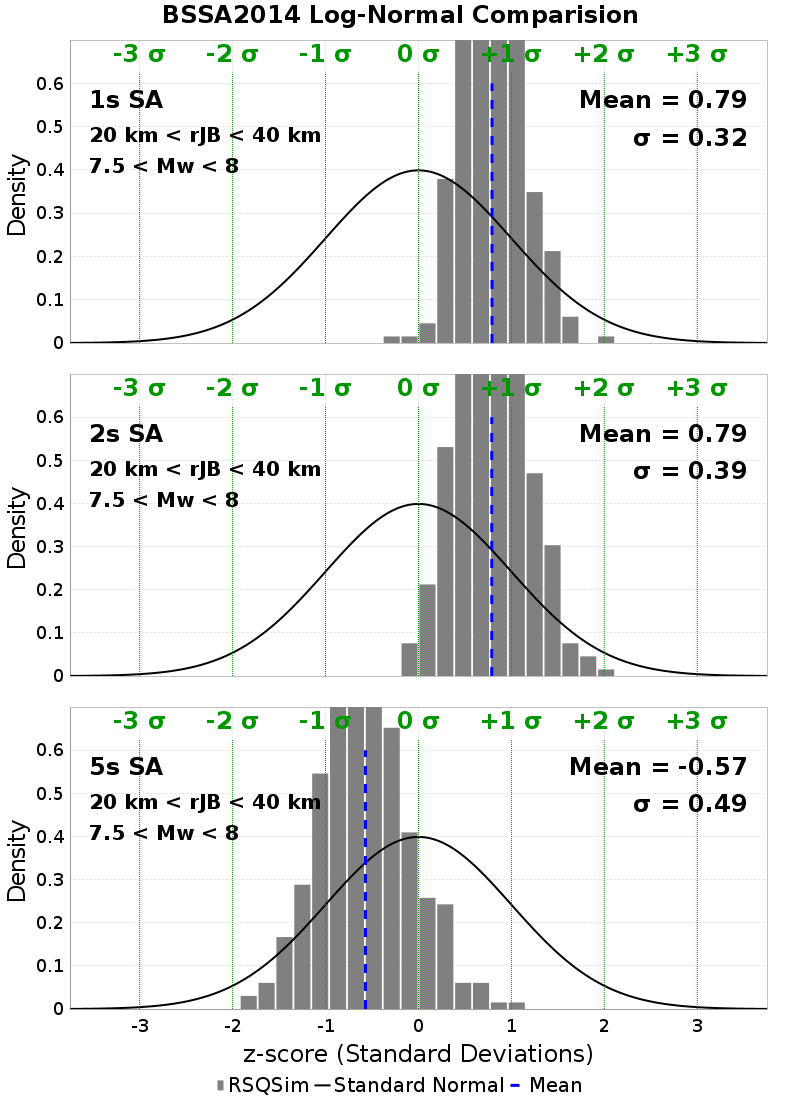 BSSA2014 Log-Normal Comparision
-3 σ -2 σ -1 σ 0 σ +1 σ +2 σ +3 σ
1s SA
Mean = 0.79
20 km < rJB < 40 km
σ = 0.32
7.5 < Mw < 8
Density
0.6
0.5
0.4
0.3
0.2
0.1
0
-3 σ -2 σ -1 σ 0 σ +1 σ +2 σ +3 σ
2s SA
Mean = 0.79
20 km < rJB < 40 km
σ = 0.39
7.5 < Mw < 8
Density
0.6
0.5
0.4
0.3
0.2
0.1
0
-3 σ -2 σ -1 σ 0 σ +1 σ +2 σ +3 σ
5s SA
Mean = -0.57
20 km < rJB < 40 km
σ = 0.49
7.5 < Mw < 8
Density
0.6
0.5
0.4
0.3
0.2
0.1
0
-3 -2 -1 0 1 2 3
z-score (Standard Deviations)
RSQSim Standard Normal Mean